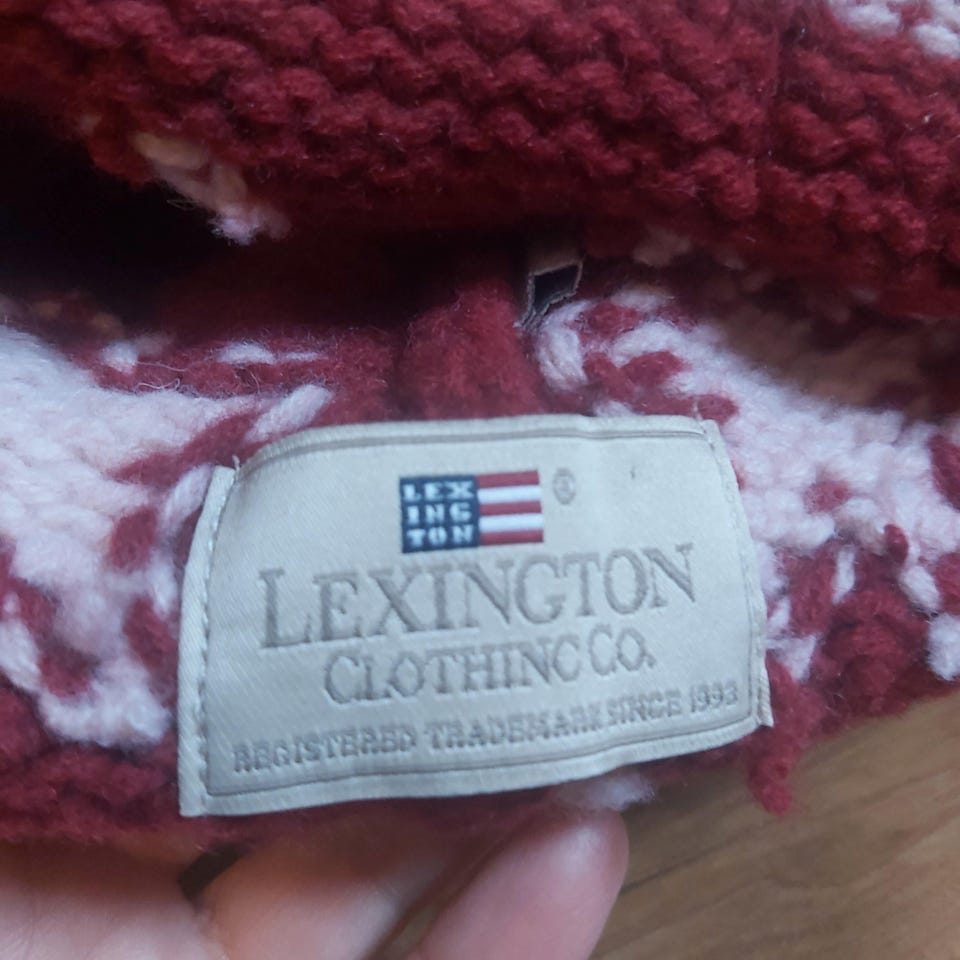 LEX
ING
TON
®
LEXINGTON
CLOTHING CO.
REGISTERED TRADEMARK SINCE 1993